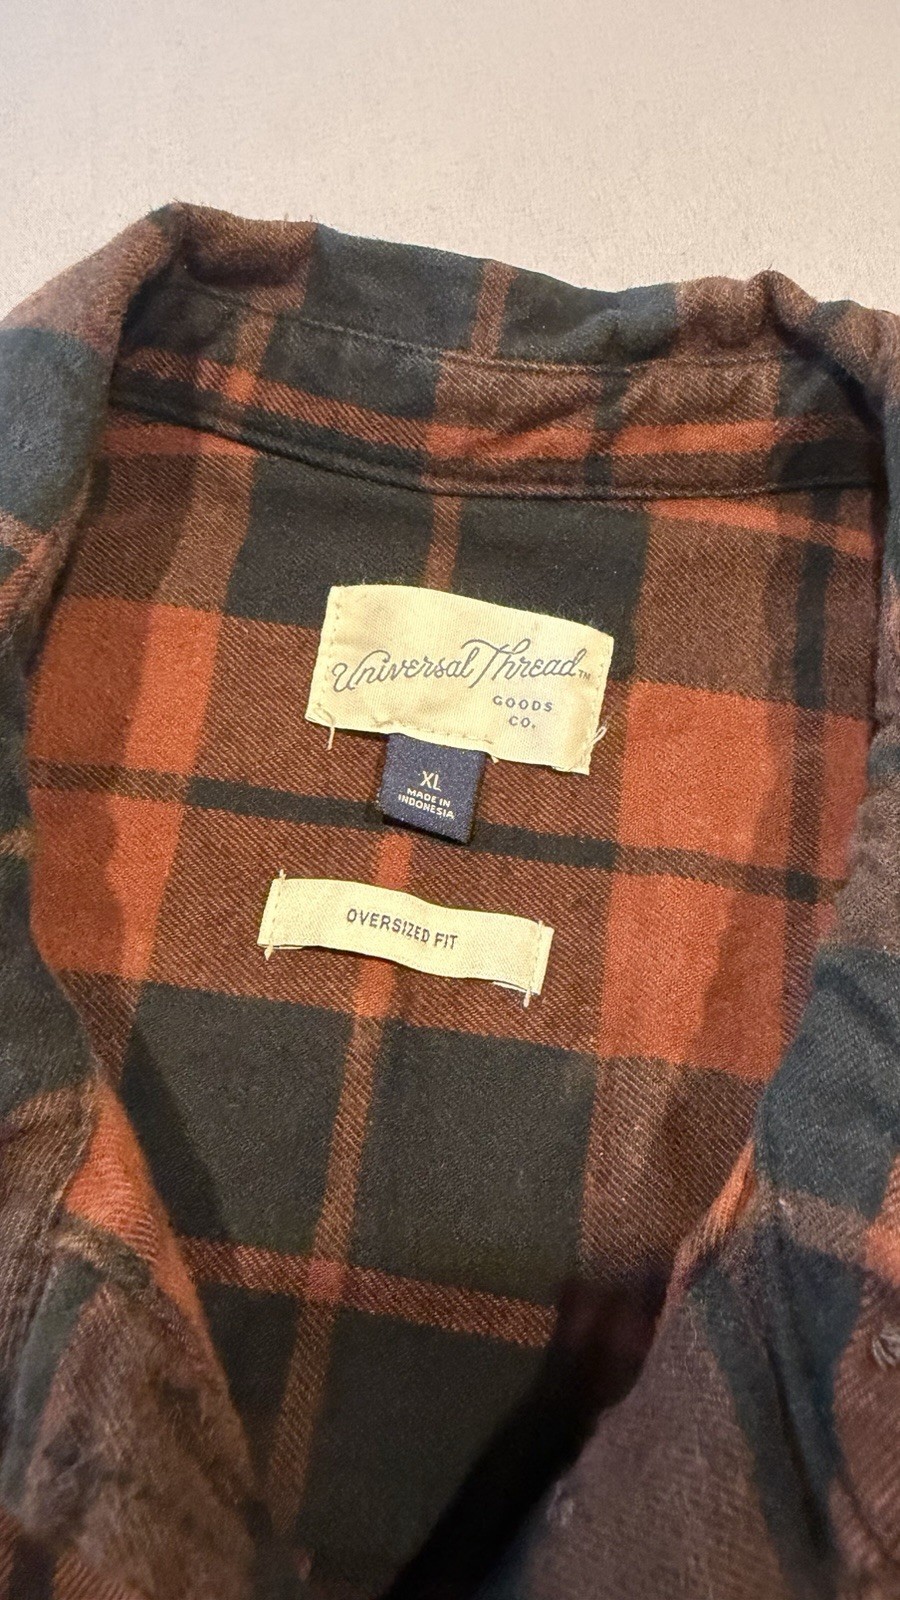 Universal Thread™
GOODS
CO.
XL
MADE IN
INDONESIA
OVERSIZED FIT